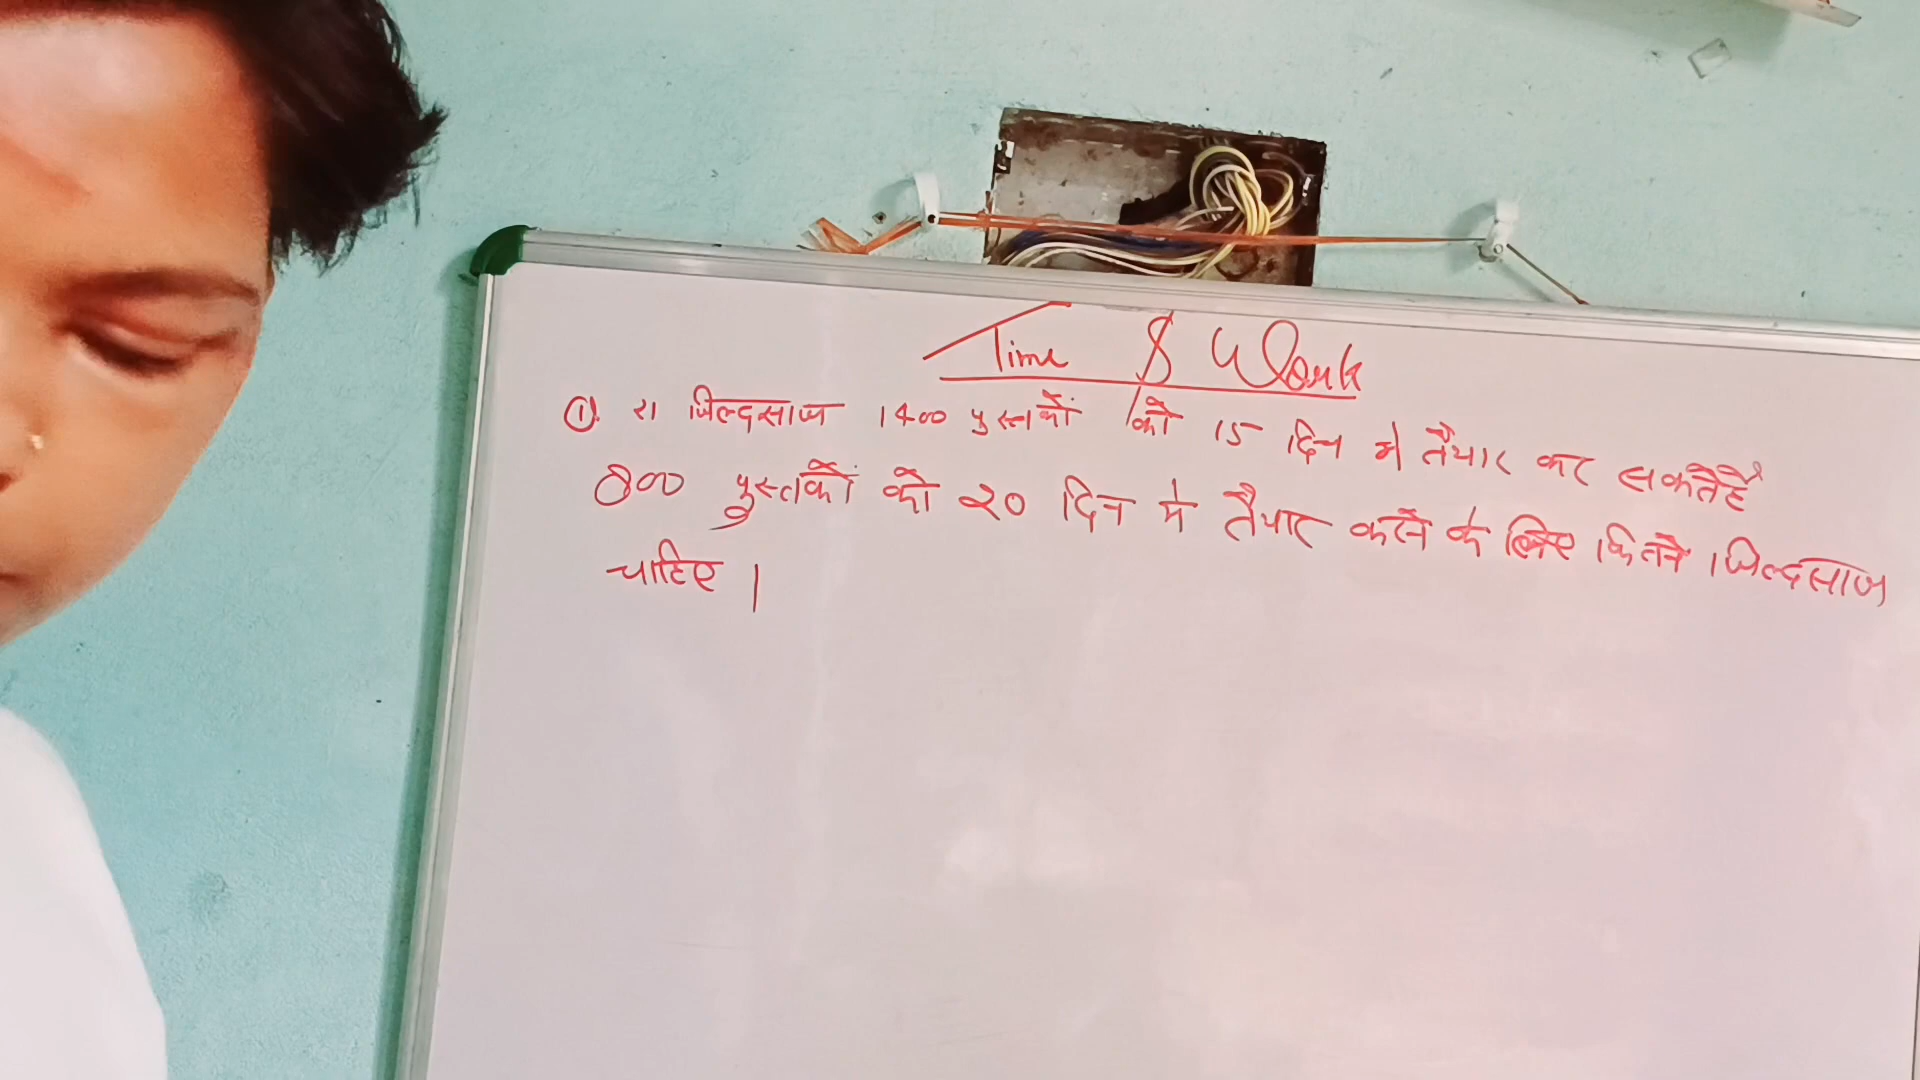 Time & Work
① 21 जिल्दसाज 1400 पुस्तकों को 15 दिन मे तैयार कर सकते हैं
800 पुस्तकों को 20 दिन मे तैयार करने के लिए कितने जिल्दसाज
चाहिए।